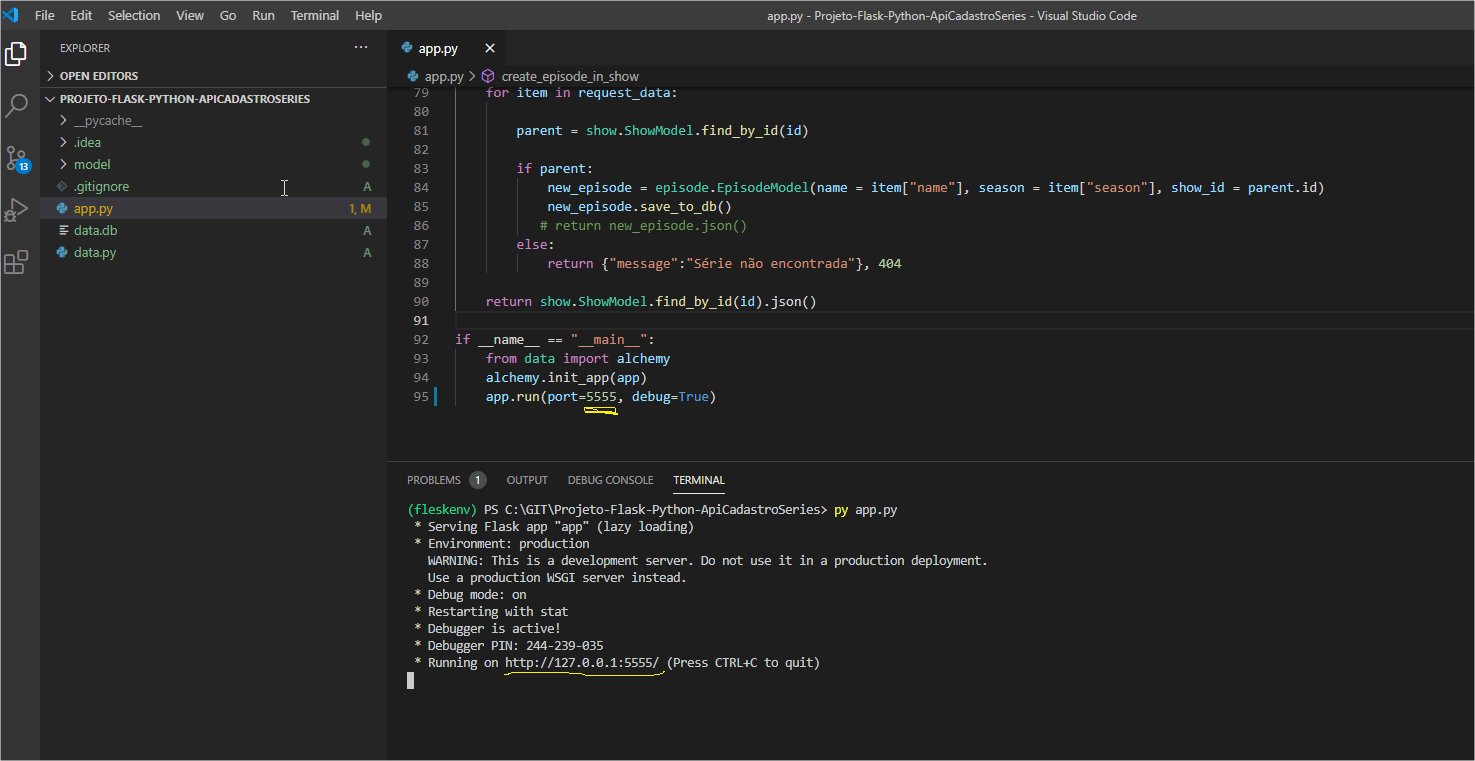 File Edit Selection View Go Run Terminal Help
app.py - Projeto-Flask-Python-ApiCadastroSeries - Visual Studio Code
EXPLORER ···
OPEN EDITORS
PROJETO-FLASK-PYTHON-APICADASTROSERIES
__pycache__
.idea
model
.gitignore A
app.py 1, M
data.db A
data.py A
13
app.py
app.py > create_episode_in_show
79 for item in request_data:
80
81 parent = show.ShowModel.find_by_id(id)
82
83 if parent:
84 new_episode = episode.EpisodeModel(name = item["name"], season = item["season"], show_id = parent.id)
85 new_episode.save_to_db()
86 # return new_episode.json()
87 else:
88 return {"message":"Série não encontrada"}, 404
89
90 return show.ShowModel.find_by_id(id).json()
91
92 if __name__ == "__main__":
93 from data import alchemy
94 alchemy.init_app(app)
95 app.run(port=5555, debug=True)
PROBLEMS 1 OUTPUT DEBUG CONSOLE TERMINAL
(fleskenv) PS C:\GIT\Projeto-Flask-Python-ApiCadastroSeries> py app.py
* Serving Flask app "app" (lazy loading)
* Environment: production
WARNING: This is a development server. Do not use it in a production deployment.
Use a production WSGI server instead.
* Debug mode: on
* Restarting with stat
* Debugger is active!
* Debugger PIN: 244-239-035
* Running on http://127.0.0.1:5555/ (Press CTRL+C to quit)